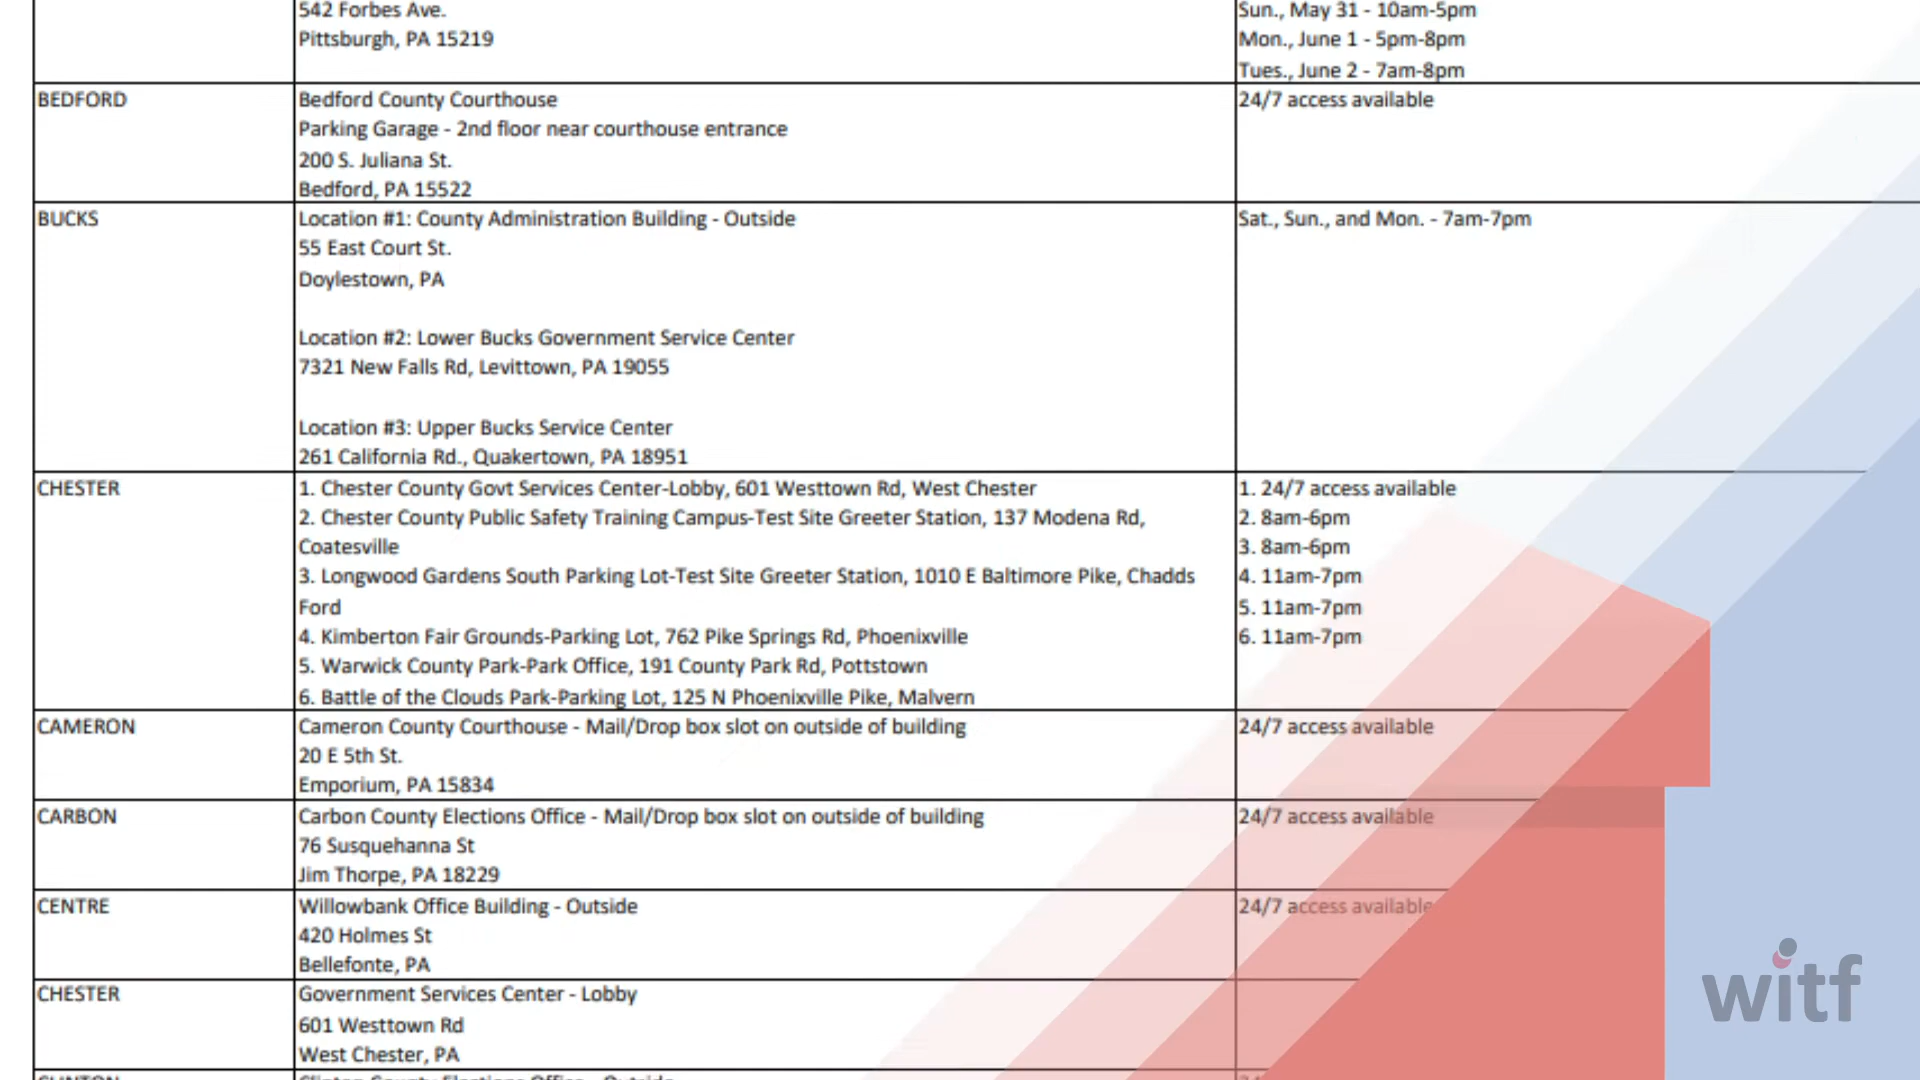 542 Forbes Ave.
Pittsburgh, PA 15219
Sun., May 31 - 10am-5pm
Mon., June 1 - 5pm-8pm
Tues., June 2 - 7am-8pm
BEDFORD
Bedford County Courthouse
Parking Garage - 2nd floor near courthouse entrance
200 S. Juliana St.
Bedford, PA 15522
24/7 access available
BUCKS
Location #1: County Administration Building - Outside
55 East Court St.
Doylestown, PA
Location #2: Lower Bucks Government Service Center
7321 New Falls Rd, Levittown, PA 19055
Location #3: Upper Bucks Service Center
261 California Rd., Quakertown, PA 18951
Sat., Sun., and Mon. - 7am-7pm
CHESTER
1. Chester County Govt Services Center-Lobby, 601 Westtown Rd, West Chester
2. Chester County Public Safety Training Campus-Test Site Greeter Station, 137 Modena Rd,
Coatesville
3. Longwood Gardens South Parking Lot-Test Site Greeter Station, 1010 E Baltimore Pike, Chadds
Ford
4. Kimberton Fair Grounds-Parking Lot, 762 Pike Springs Rd, Phoenixville
5. Warwick County Park-Park Office, 191 County Park Rd, Pottstown
6. Battle of the Clouds Park-Parking Lot, 125 N Phoenixville Pike, Malvern
1. 24/7 access available
2. 8am-6pm
3. 8am-6pm
4. 11am-7pm
5. 11am-7pm
6. 11am-7pm
CAMERON
Cameron County Courthouse - Mail/Drop box slot on outside of building
20 E 5th St.
Emporium, PA 15834
24/7 access available
CARBON
Carbon County Elections Office - Mail/Drop box slot on outside of building
76 Susquehanna St
Jim Thorpe, PA 18229
24/7 access available
CENTRE
Willowbank Office Building - Outside
420 Holmes St
Bellefonte, PA
24/7 access available
CHESTER
Government Services Center - Lobby
601 Westtown Rd
West Chester, PA
witf